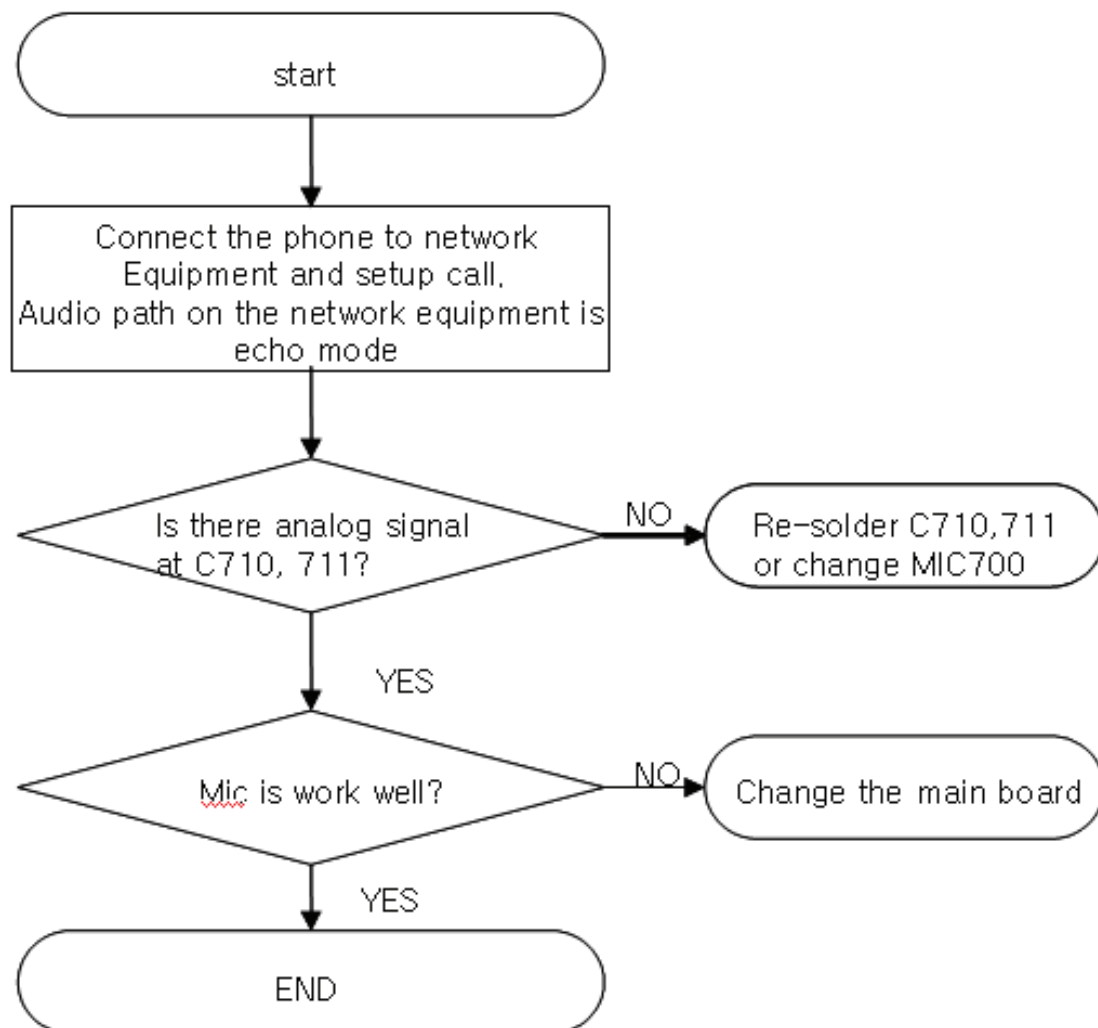 start
Connect the phone to network
Equipment and setup call,
Audio path on the network equipment is
echo mode
Is there analog signal
at C710, 711?
NO
Re-solder C710,711
or change MIC700
YES
Mic is work well?
NO
Change the main board
YES
END